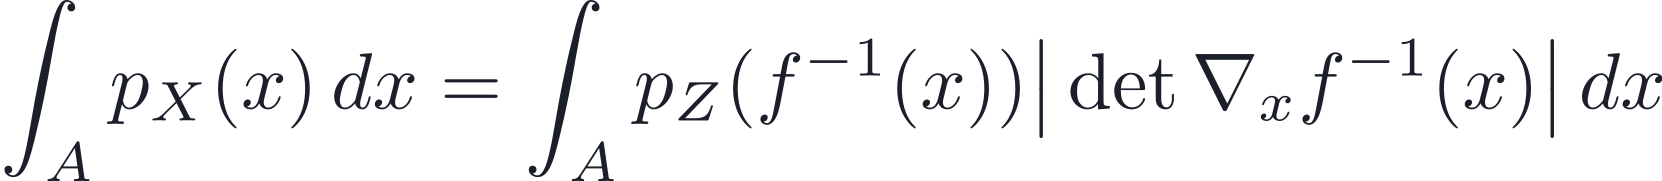 ∫_A p_X(x) dx = ∫_A p_Z(f⁻¹(x))| det ∇_x f⁻¹(x)| dx